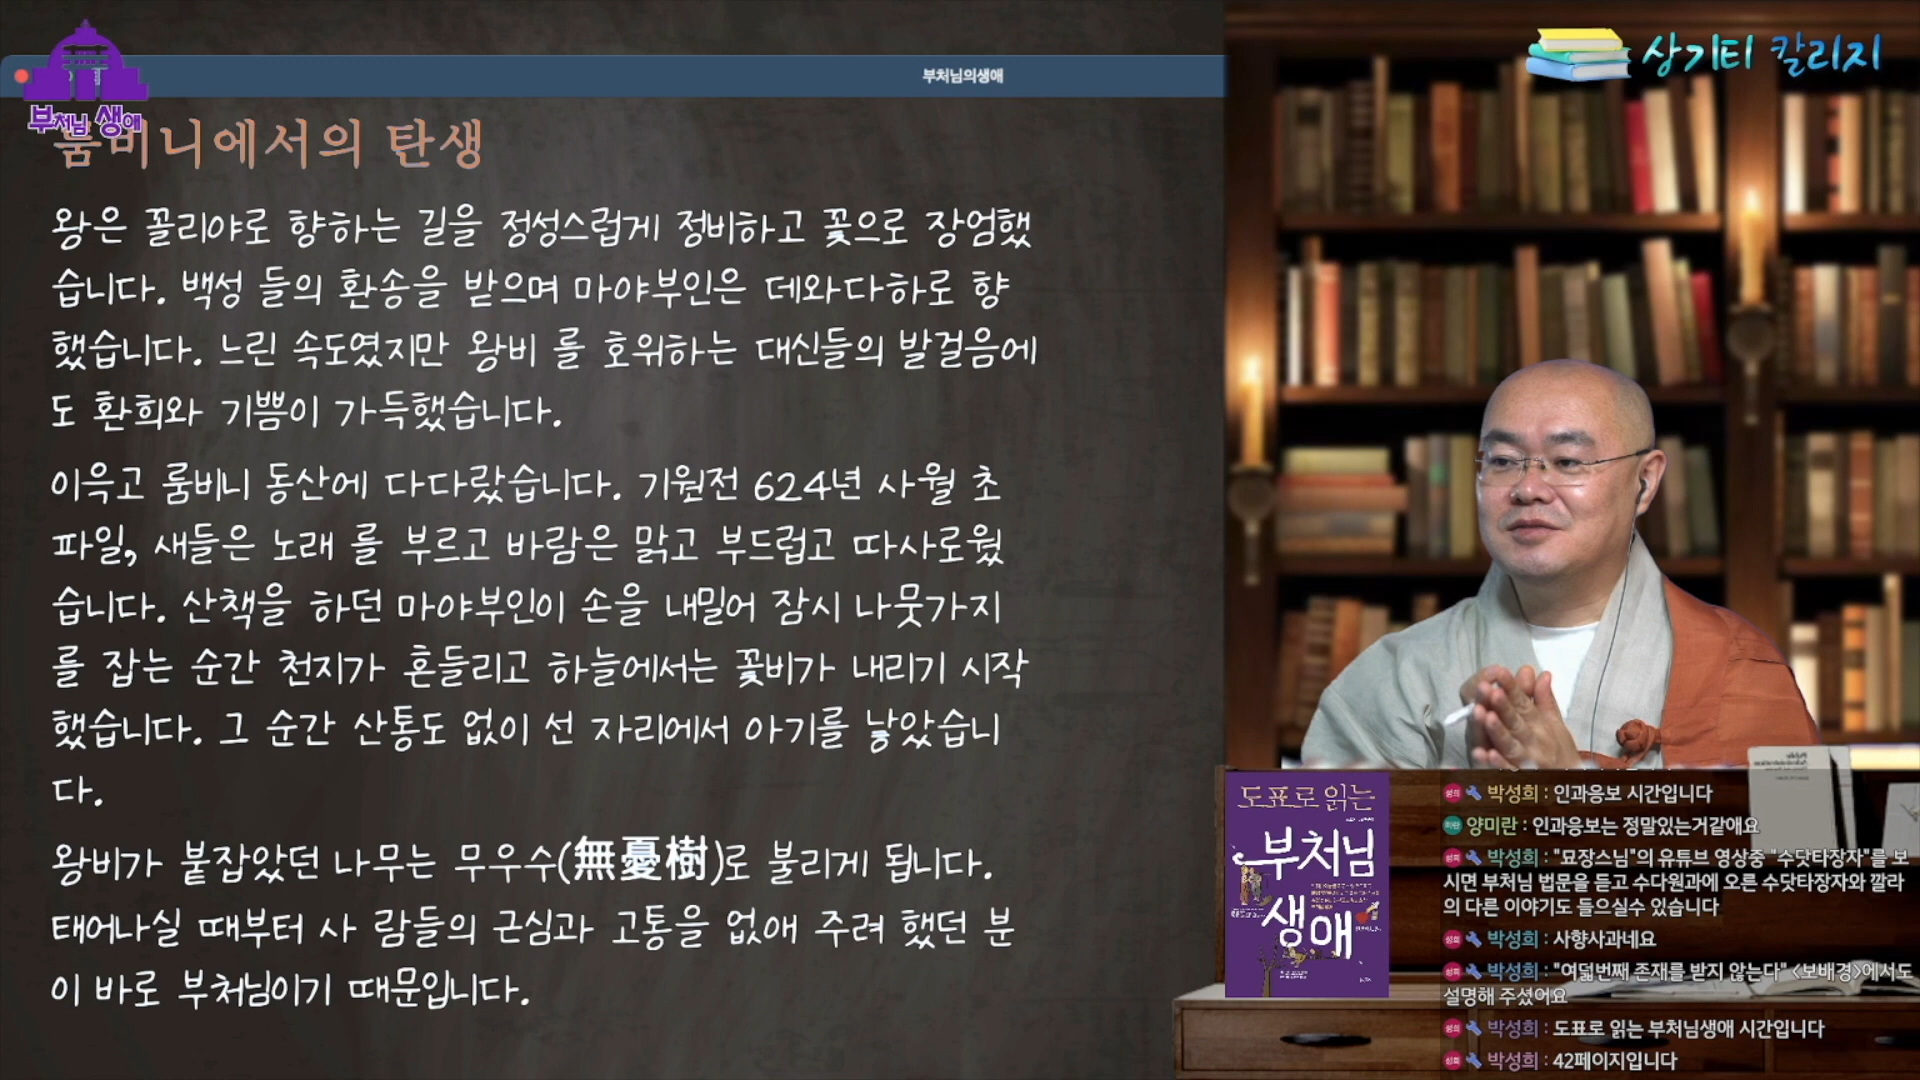 부처님의생애
부처님 생애
룸비니에서의 탄생
왕은 꼴리야로 향하는 길을 정성스럽게 정비하고 꽃으로 장엄했
습니다. 백성 들의 환송을 받으며 마야부인은 데와다하로 향
했습니다. 느린 속도였지만 왕비 를 호위하는 대신들의 발걸음에
도 환희와 기쁨이 가득했습니다.
이윽고 룸비니 동산에 다다랐습니다. 기원전 624년 사월 초
파일, 새들은 노래 를 부르고 바람은 맑고 부드럽고 따사로웠
습니다. 산책을 하던 마야부인이 손을 내밀어 잠시 나뭇가지
를 잡는 순간 천지가 흔들리고 하늘에서는 꽃비가 내리기 시작
했습니다. 그 순간 산통도 없이 선 자리에서 아기를 낳았습니
다.
왕비가 붙잡았던 나무는 무우수(無憂樹)로 불리게 됩니다.
태어나실 때부터 사 람들의 근심과 고통을 없애 주려 했던 분
이 바로 부처님이기 때문입니다.
상기티 칼리지
도표로 읽는
부처님
생애
박성희 : 인과응보 시간입니다
양미란 : 인과응보는 정말있는거같애요
박성희 : "묘장스님"의 유튜브 영상중 "수닷타장자"를 보
시면 부처님 법문을 듣고 수다원과에 오른 수닷타장자와 깔라
의 다른 이야기도 들으실수 있습니다
박성희 : 사향사과네요
박성희 : "여덟번째 존재를 받지 않는다" <보배경>에서도
설명해 주셨어요
박성희 : 도표로 읽는 부처님생애 시간입니다
박성희 : 42페이지입니다